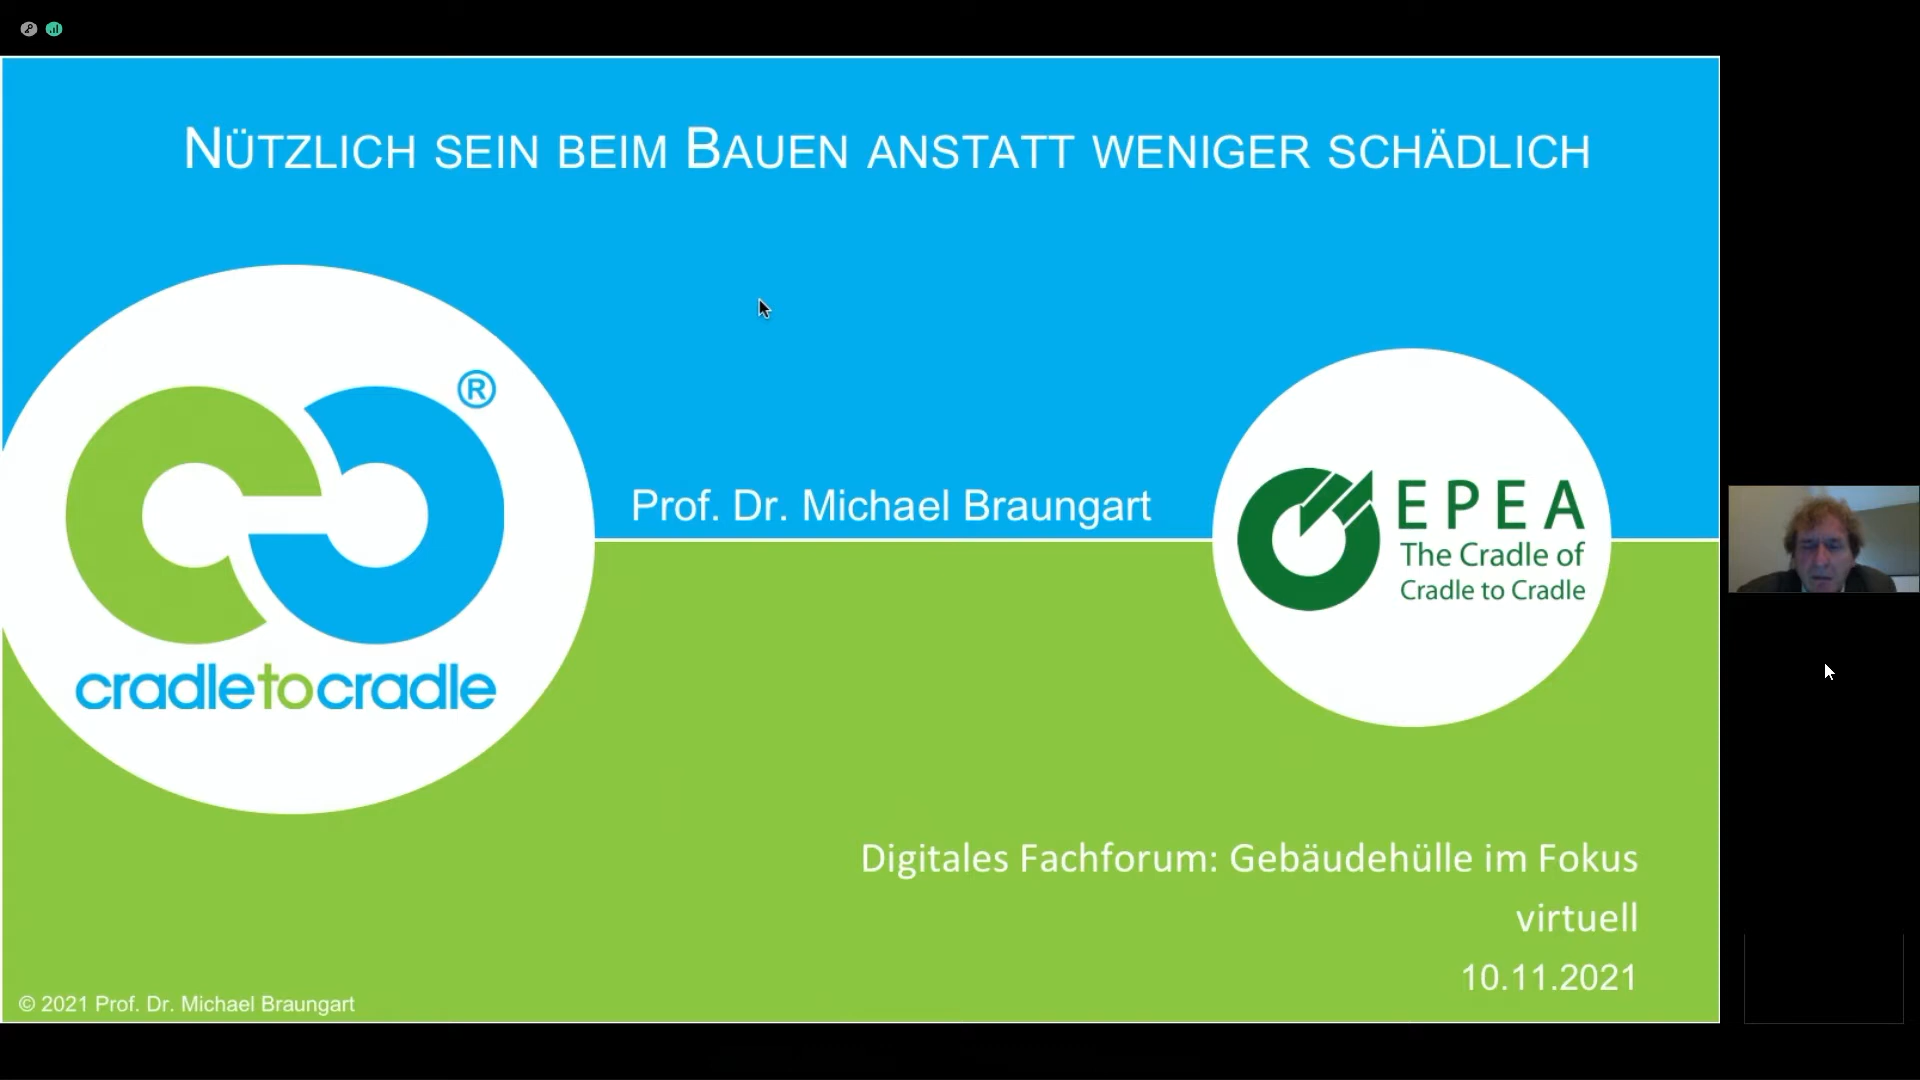 NÜTZLICH SEIN BEIM BAUEN ANSTATT WENIGER SCHÄDLICH
®
cradletocradle
Prof. Dr. Michael Braungart
EPEA
The Cradle of
Cradle to Cradle
Digitales Fachforum: Gebäudehülle im Fokus
virtuell
10.11.2021
© 2021 Prof. Dr. Michael Braungart